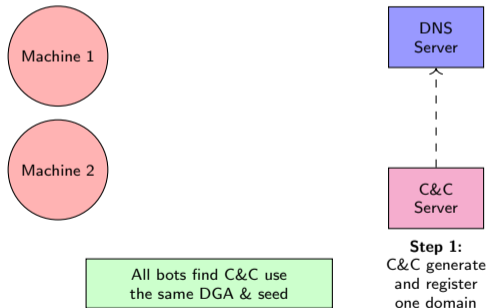 Machine 1
DNS
Server
Machine 2
C&C
Server
Step 1:
C&C generate
and register
one domain
All bots find C&C use
the same DGA & seed